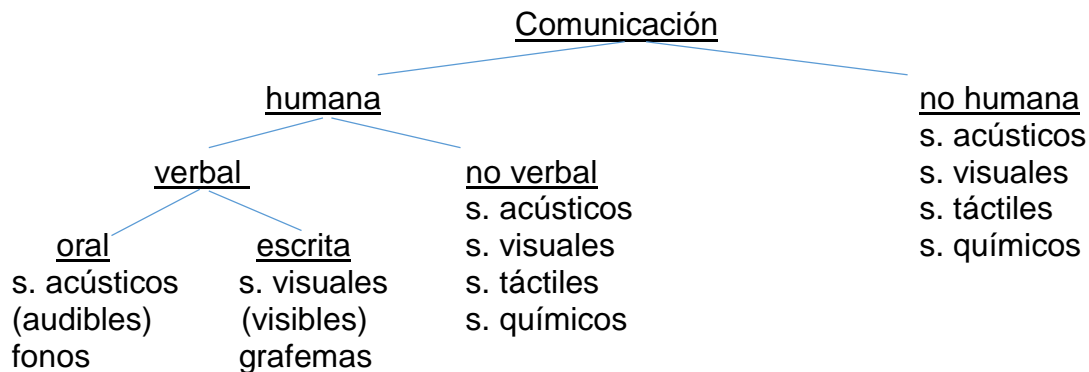 Comunicación
humana
no humana
s. acústicos
s. visuales
s. táctiles
s. químicos
verbal
no verbal
s. acústicos
s. visuales
s. táctiles
s. químicos
oral
s. acústicos
(audibles)
fonos
escrita
s. visuales
(visibles)
grafemas